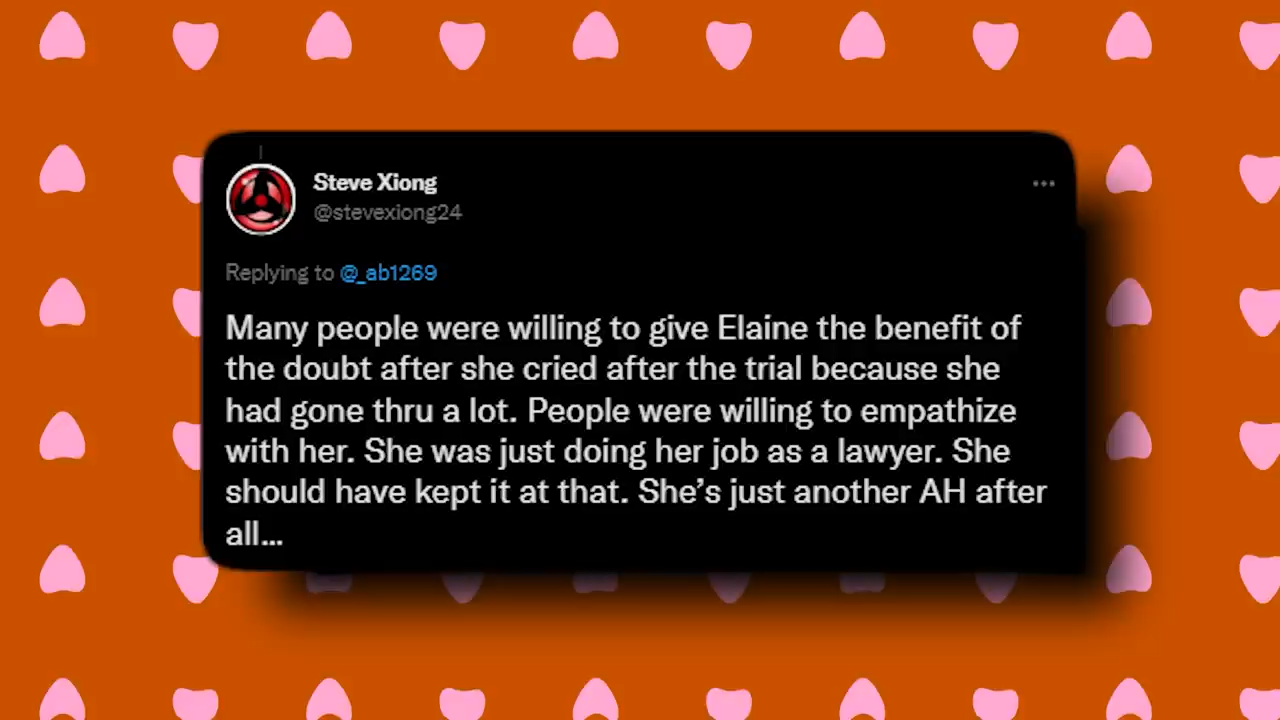 Steve Xiong
@stevexiong24
Replying to @_ab1269
Many people were willing to give Elaine the benefit of
the doubt after she cried after the trial because she
had gone thru a lot. People were willing to empathize
with her. She was just doing her job as a lawyer. She
should have kept it at that. She’s just another AH after
all...